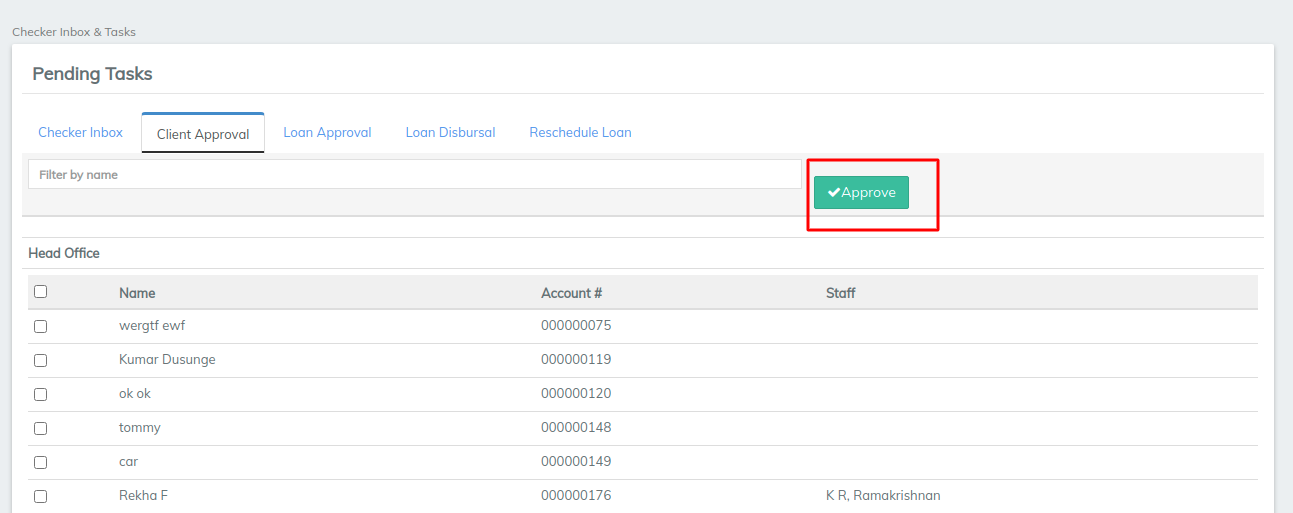 Checker Inbox & Tasks
Pending Tasks
Checker Inbox Client Approval Loan Approval Loan Disbursal Reschedule Loan
Filter by name
Approve
Head Office
Name Account # Staff
wergtf ewf 000000075
Kumar Dusunge 000000119
ok ok 000000120
tommy 000000148
car 000000149
Rekha F 000000176 K R, Ramakrishnan